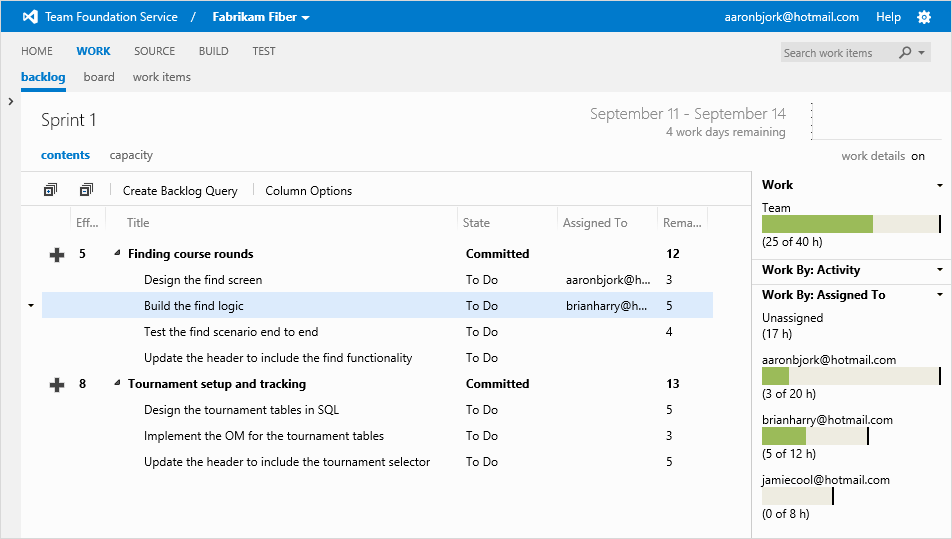 Team Foundation Service / Fabrikam Fiber aaronbjork@hotmail.com Help
HOME WORK SOURCE BUILD TEST Search work items
backlog board work items
Sprint 1 September 11 - September 14
4 work days remaining
contents capacity work details on
Create Backlog Query Column Options
Eff... Title State Assigned To Rema...
5 Finding course rounds Committed 12
Design the find screen To Do aaronbjork@h... 3
Build the find logic To Do brianharry@h... 5
Test the find scenario end to end To Do 4
Update the header to include the find functionality To Do
8 Tournament setup and tracking Committed 13
Design the tournament tables in SQL To Do 5
Implement the OM for the tournament tables To Do 3
Update the header to include the tournament selector To Do 5
Work
Team
(25 of 40 h)
Work By: Activity
Work By: Assigned To
Unassigned
(17 h)
aaronbjork@hotmail.com
(3 of 20 h)
brianharry@hotmail.com
(5 of 12 h)
jamiecool@hotmail.com
(0 of 8 h)